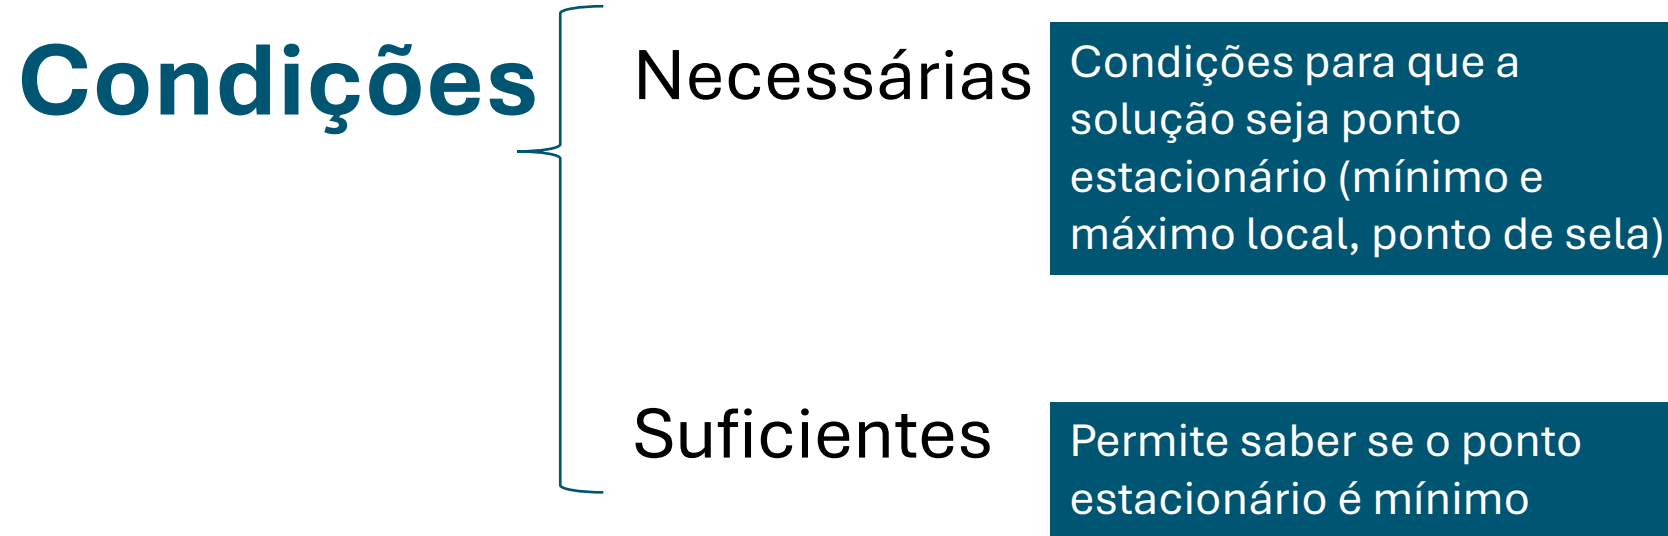 Condições
Necessárias
Condições para que a
solução seja ponto
estacionário (mínimo e
máximo local, ponto de sela)
Suficientes
Permite saber se o ponto
estacionário é mínimo